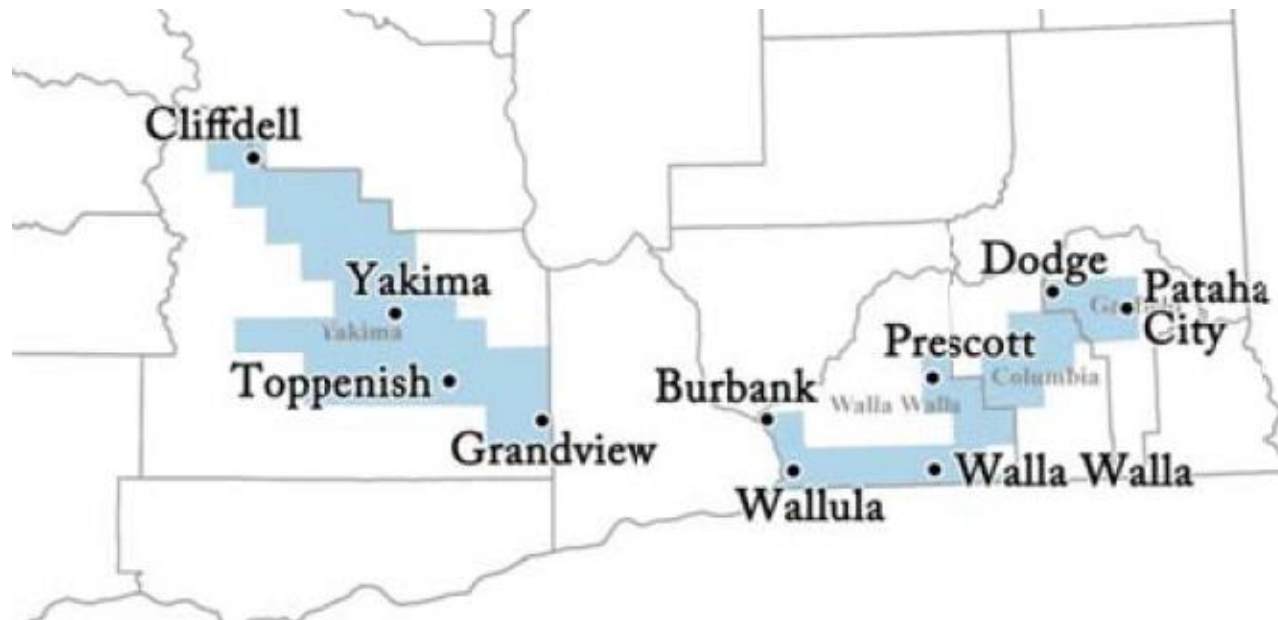 Cliffdell
Yakima
Yakima
Toppenish
Grandview
Dodge
Pataha
City
Prescott
Columbia
Burbank
Walla Walla
Walla Walla
Wallula